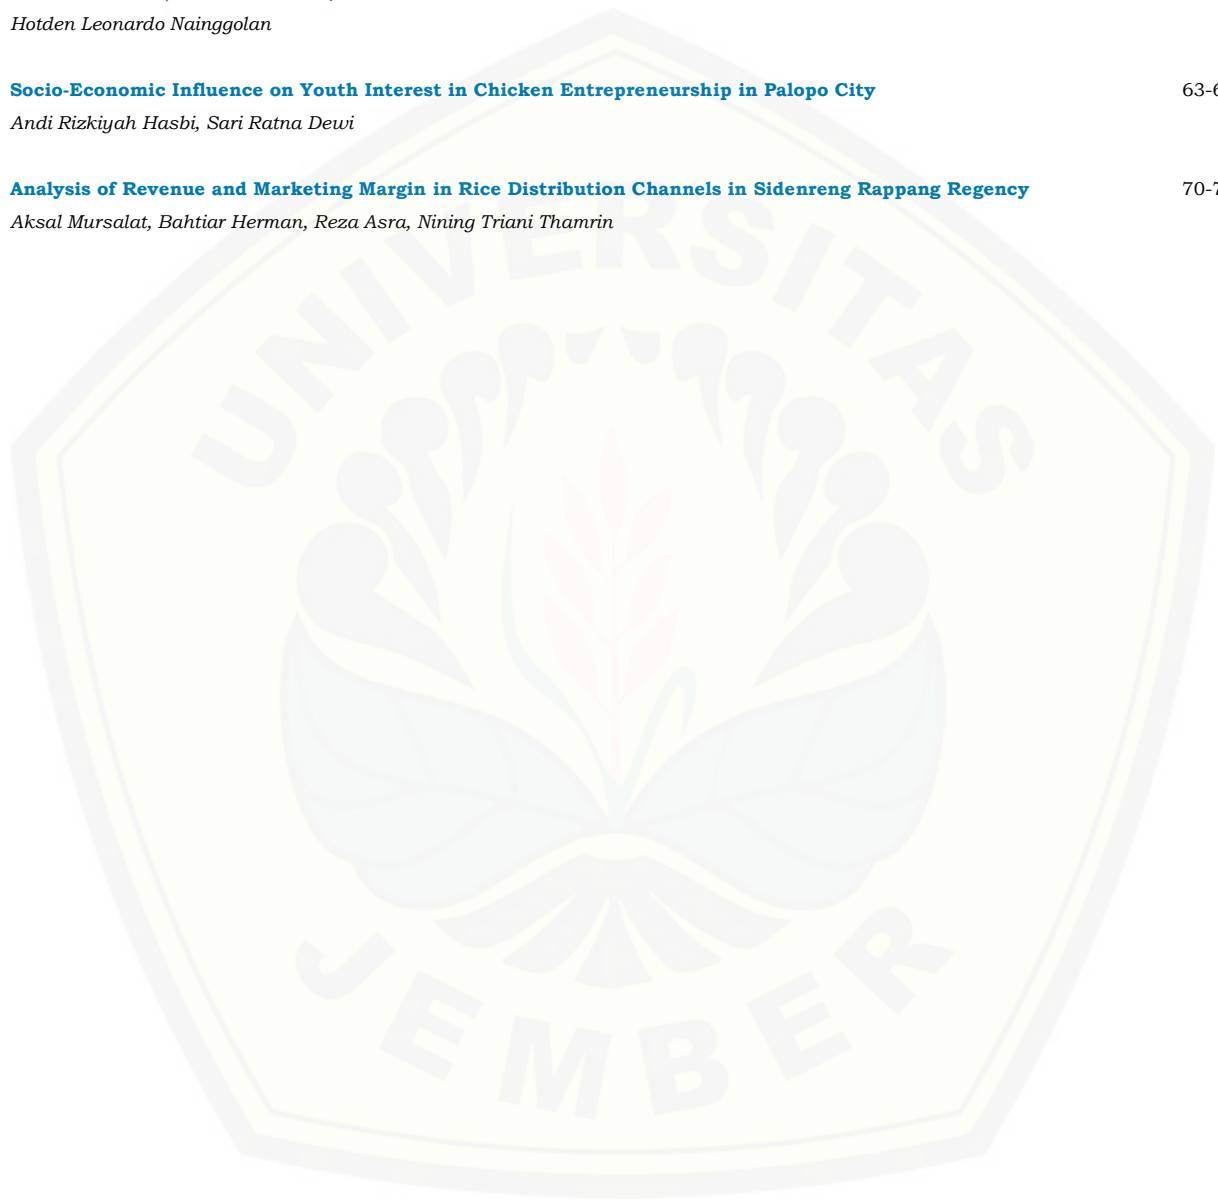 Hotden Leonardo Nainggolan
Socio-Economic Influence on Youth Interest in Chicken Entrepreneurship in Palopo City 63-6
Andi Rizkiyah Hasbi, Sari Ratna Dewi
Analysis of Revenue and Marketing Margin in Rice Distribution Channels in Sidenreng Rappang Regency 70-7
Aksal Mursalat, Bahtiar Herman, Reza Asra, Nining Triani Thamrin
UNIVERSITAS
JEMBER